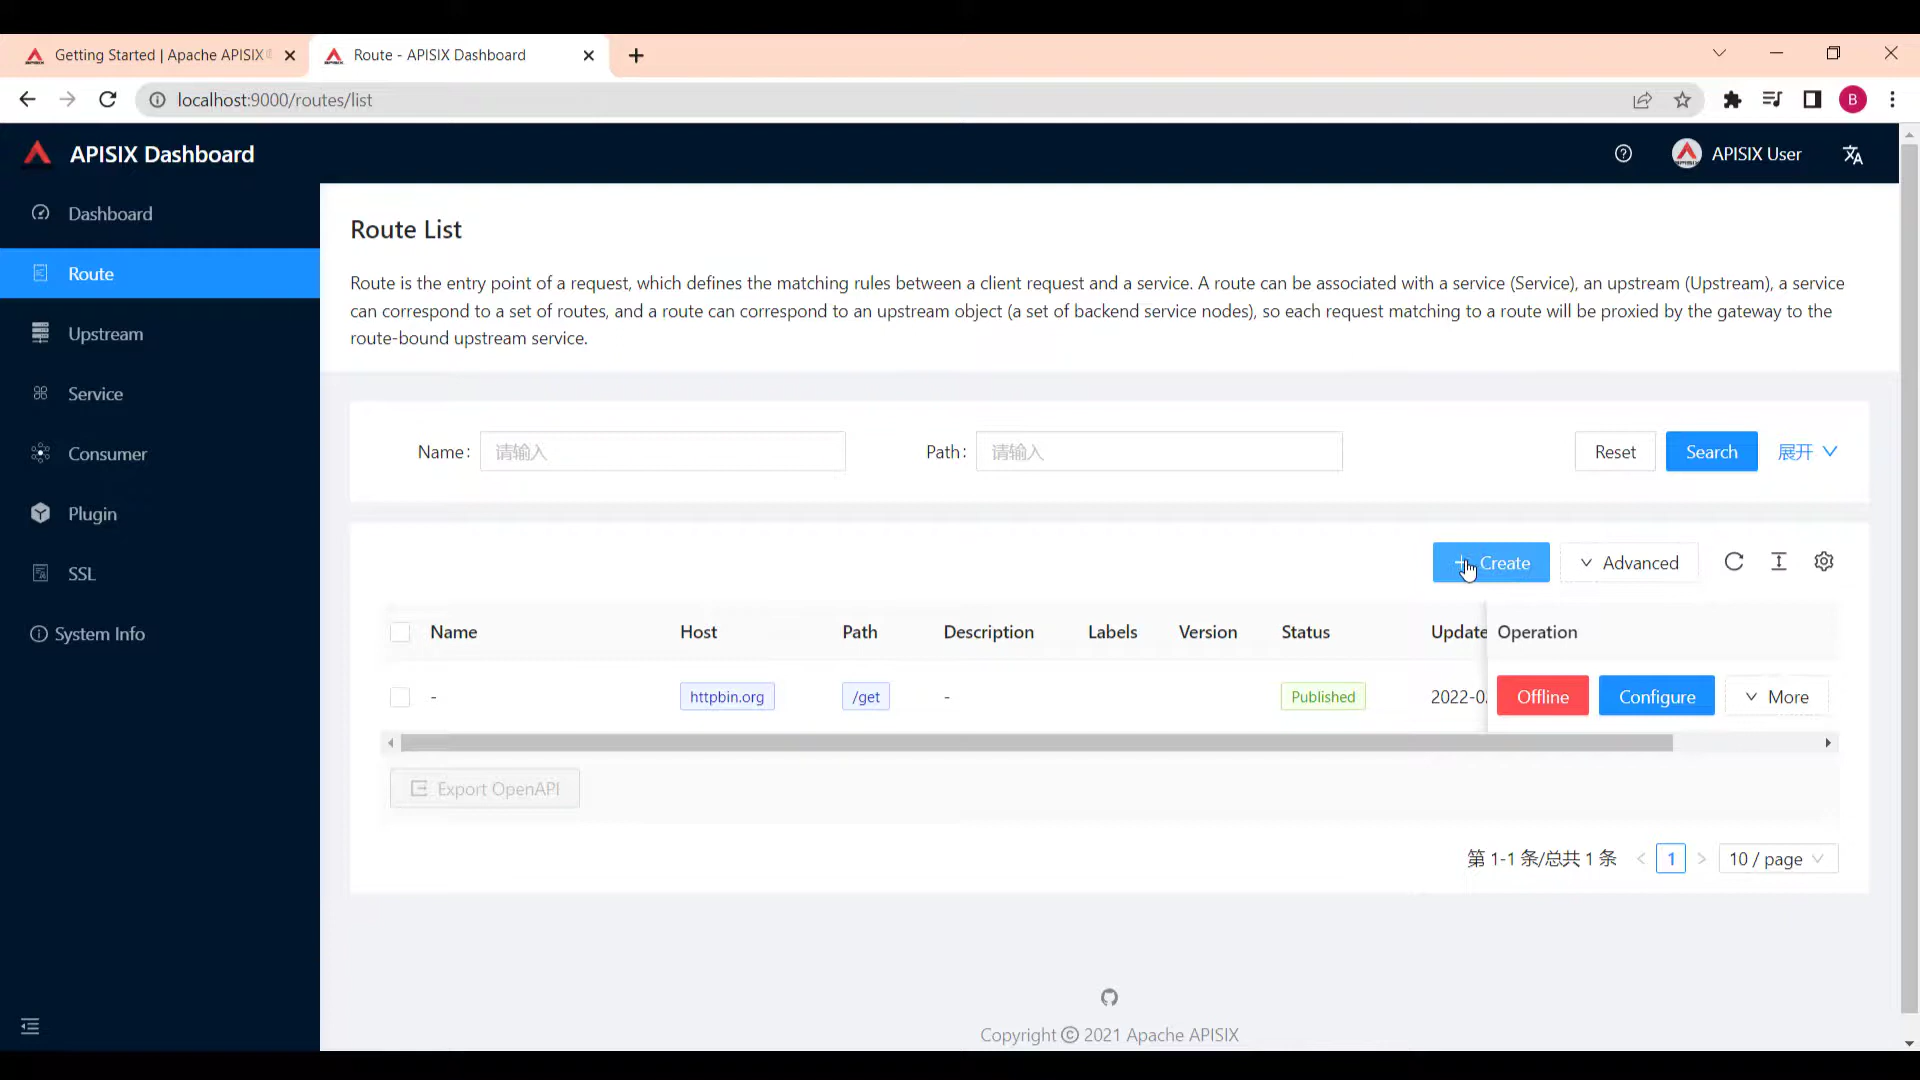 Getting Started | Apache APISIX
Route - APISIX Dashboard
localhost:9000/routes/list
B
APISIX Dashboard
APISIX User
Dashboard
Route
Upstream
Service
Consumer
Plugin
SSL
System Info
Route List
Route is the entry point of a request, which defines the matching rules between a client request and a service. A route can be associated with a service (Service), an upstream (Upstream), a service
can correspond to a set of routes, and a route can correspond to an upstream object (a set of backend service nodes), so each request matching to a route will be proxied by the gateway to the
route-bound upstream service.
Name: 请输入 Path: 请输入 Reset Search 展开
Create Advanced
Name Host Path Description Labels Version Status Update Operation
- httpbin.org /get - Published 2022-0. Offline Configure More
Export OpenAPI
第 1-1 条/总共 1 条 < 1 > 10 / page
Copyright © 2021 Apache APISIX